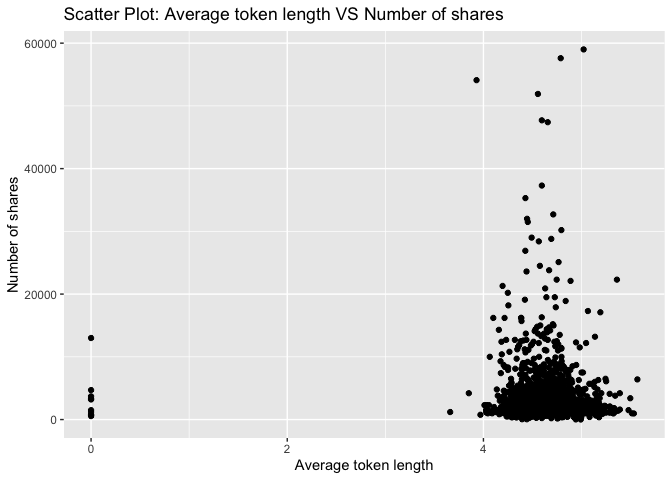 Scatter Plot: Average token length VS Number of shares
60000
40000
20000
0
Number of shares
0 2 4
Average token length